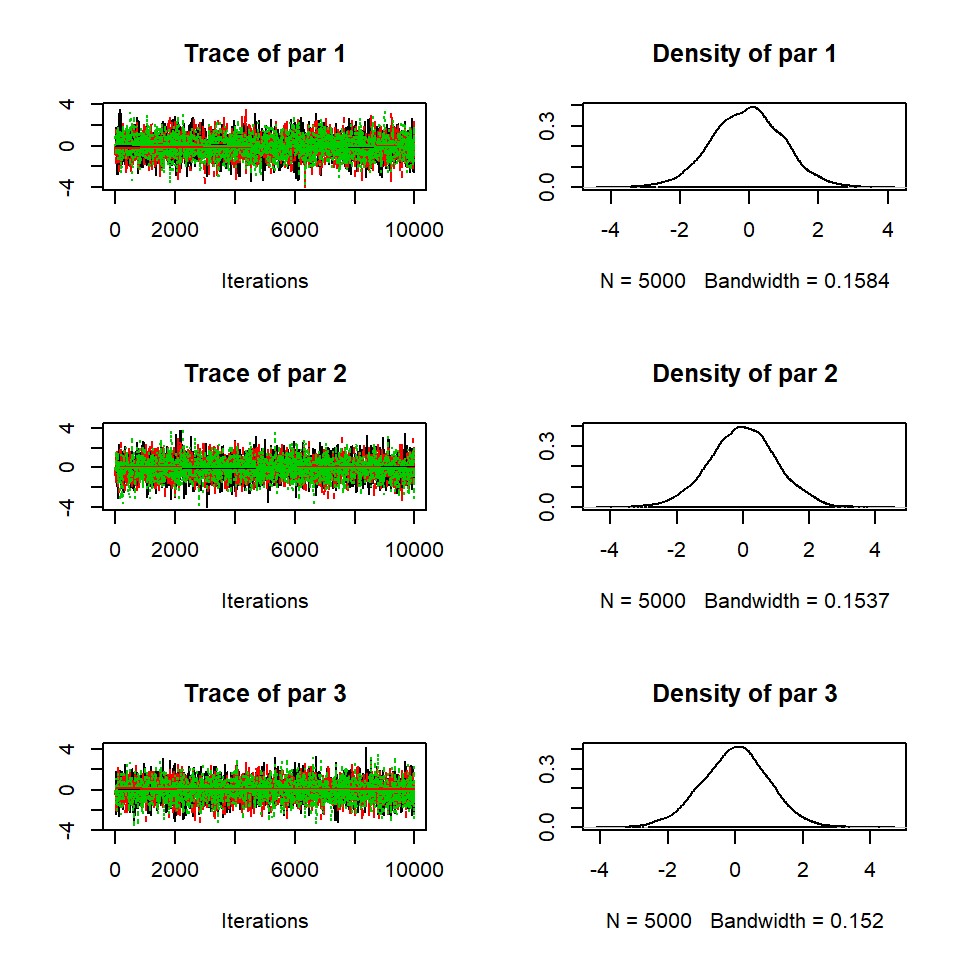 Trace of par 1
4
0
-4
0 2000 6000 10000
Iterations
Density of par 1
0.3
0.0
-4 -2 0 2 4
N = 5000 Bandwidth = 0.1584
Trace of par 2
4
0
-4
0 2000 6000 10000
Iterations
Density of par 2
0.3
0.0
-4 -2 0 2 4
N = 5000 Bandwidth = 0.1537
Trace of par 3
4
0
-4
0 2000 6000 10000
Iterations
Density of par 3
0.3
0.0
-4 -2 0 2 4
N = 5000 Bandwidth = 0.152